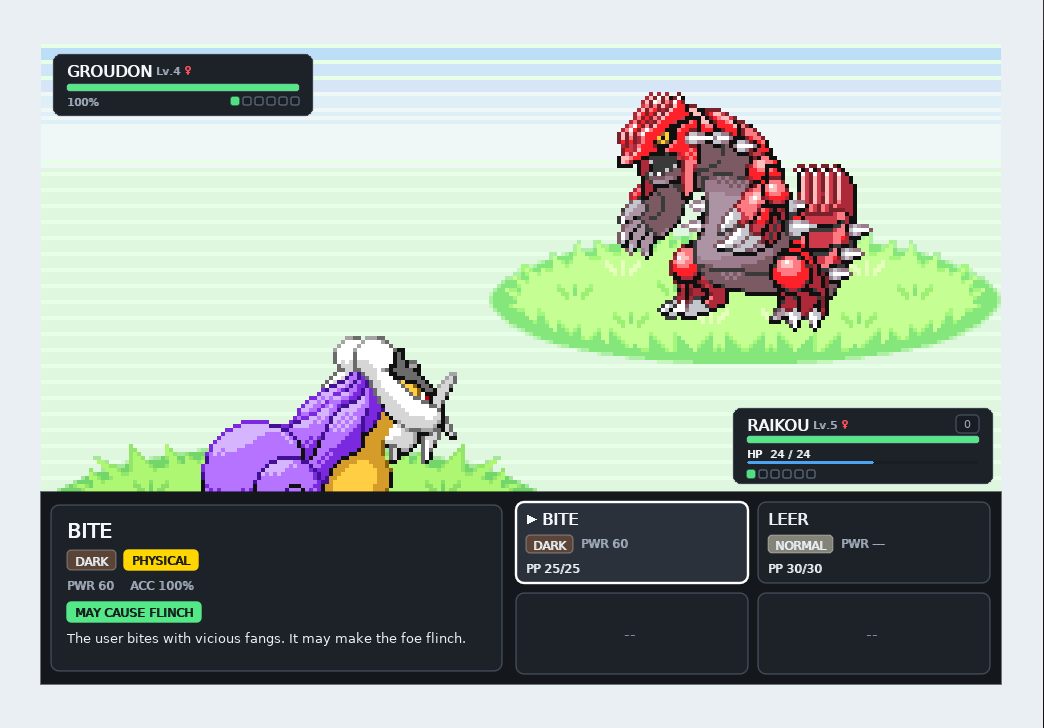 GROUDON Lv.4 ♀
100%
RAIKOU Lv.5 ♀ 0
HP 24 / 24
BITE
DARK PHYSICAL
PWR 60 ACC 100%
MAY CAUSE FLINCH
The user bites with vicious fangs. It may make the foe flinch.
▶ BITE
DARK PWR 60
PP 25/25
LEER
NORMAL PWR —
PP 30/30
--
--